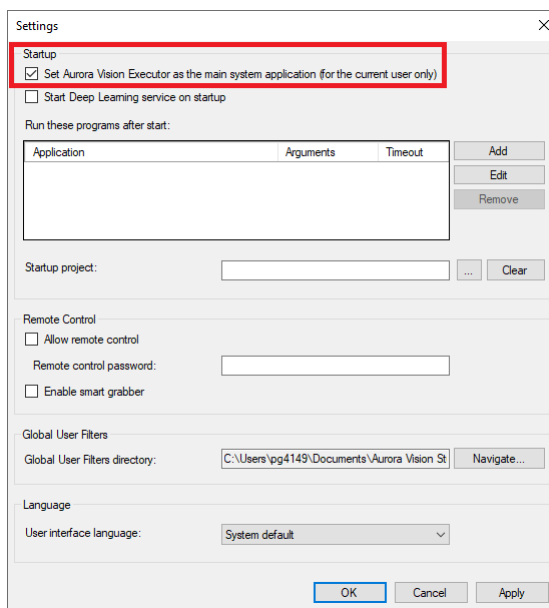 Settings
Startup
Set Aurora Vision Executor as the main system application (for the current user only)
Start Deep Learning service on startup
Run these programs after start:
Application Arguments Timeout
Add
Edit
Remove
Startup project:
... Clear
Remote Control
Allow remote control
Remote control password:
Enable smart grabber
Global User Filters
Global User Filters directory: C:\Users\pg4149\Documents\Aurora Vision St Navigate...
Language
User interface language: System default
OK Cancel Apply